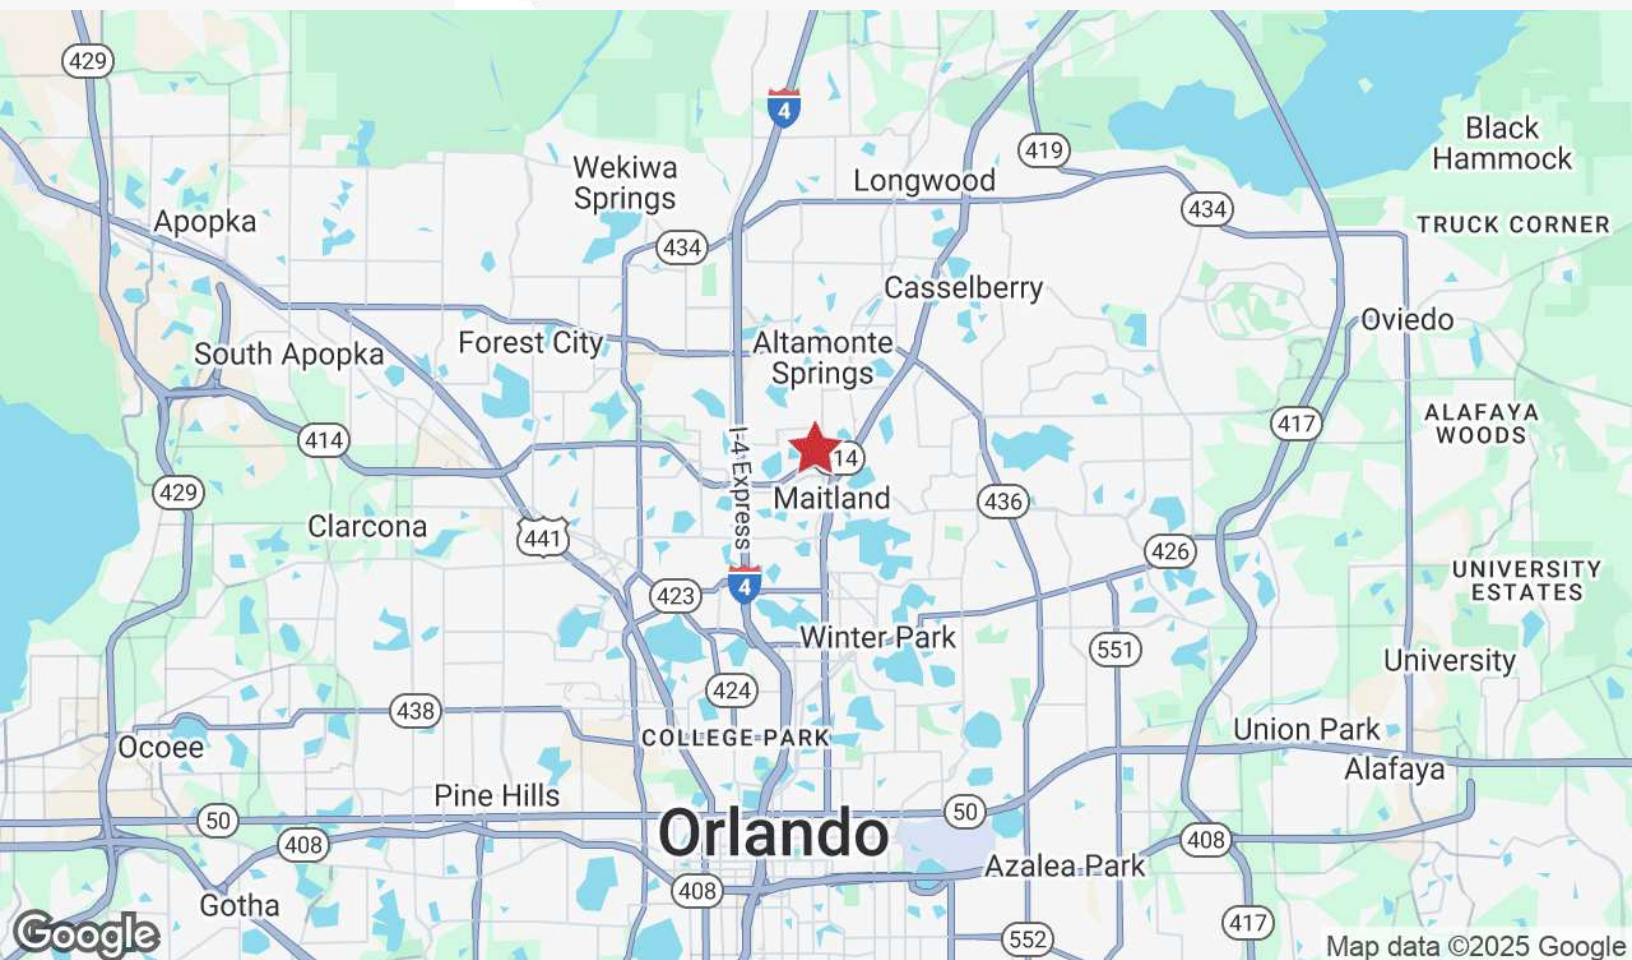 429
4
Black
Hammock
419
Wekiwa
Springs
Longwood
434
Apopka
TRUCK CORNER
434
Casselberry
Oviedo
Forest City
Altamonte
Springs
South Apopka
ALAFAYA
WOODS
417
414
14
I-4 Express
429
Maitland
436
Clarcona
441
426
UNIVERSITY
ESTATES
4
423
Winter Park
551
University
424
438
Union Park
COLLEGE PARK
Ocoee
Alafaya
Pine Hills
50
50
Orlando
408
408
Azalea Park
408
Gotha
417
Google
552
Map data ©2025 Google